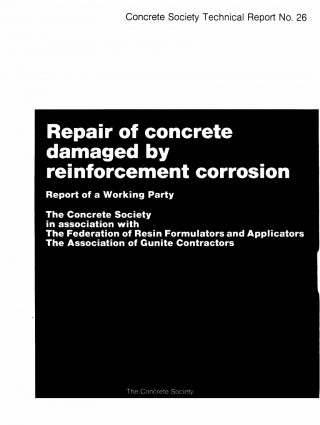 Concrete Society Technical Report No. 26
Repair of concrete
damaged by
reinforcement corrosion
Report of a Working Party
The Concrete Society
in association with
The Federation of Resin Formulators and Applicators
The Association of Gunite Contractors
The Concrete Society